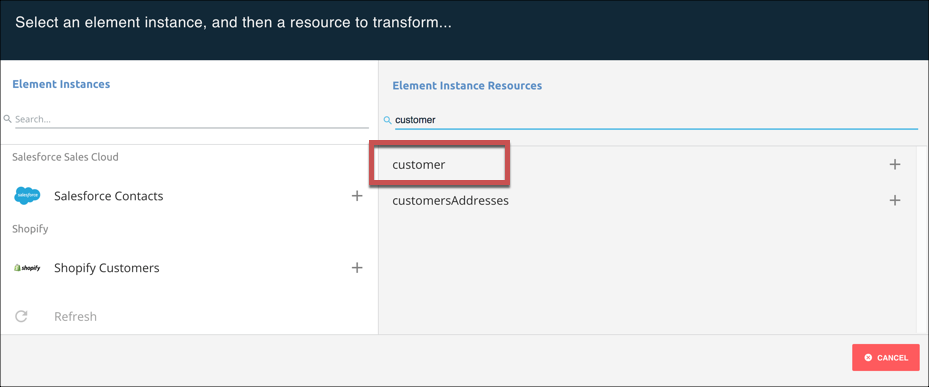 Select an element instance, and then a resource to transform...
Element Instances
Search...
Salesforce Sales Cloud
salesforce
Salesforce Contacts
Shopify
shopify
Shopify Customers
Refresh
Element Instance Resources
customer
customer
customersAddresses
CANCEL